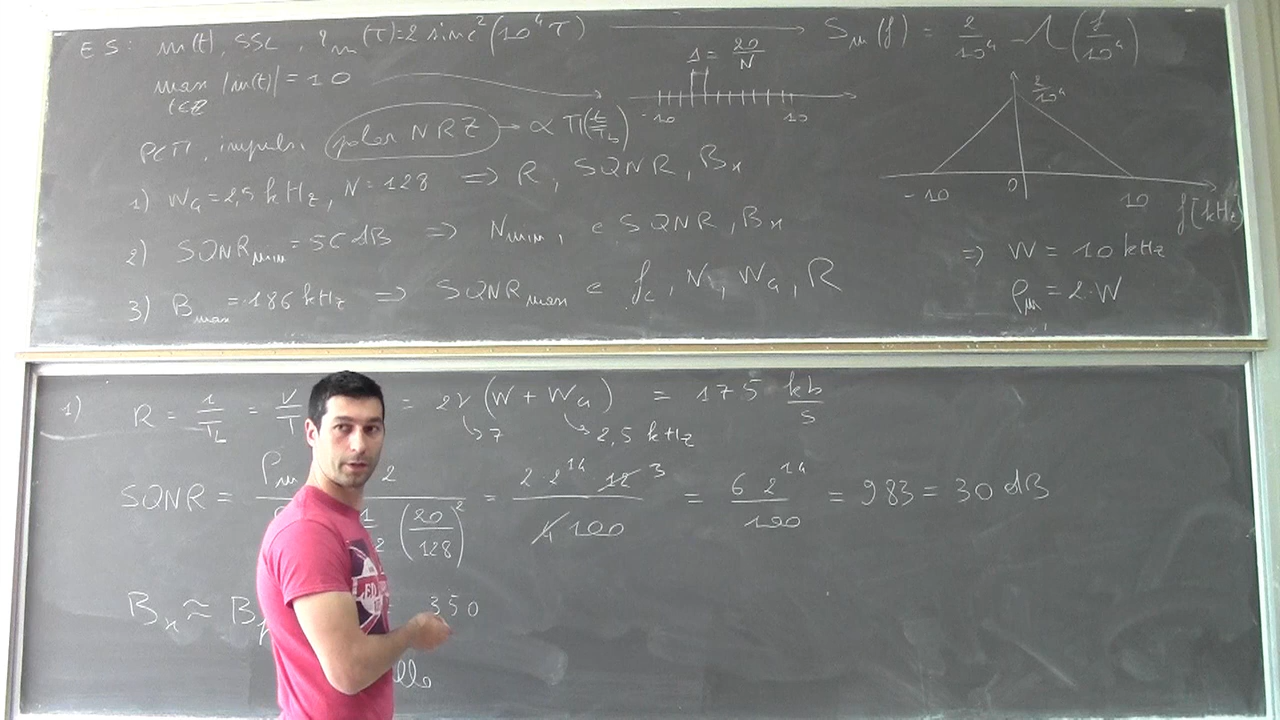 ES: m(t), SSL, r_m(τ)=2 sinc²(10⁴τ) → S_m(f) = 2/10⁴ Λ(f/10⁴)
max |m(t)| = 10
t∈ℝ
Δ = 20/N
-10 10
PCM, impulsi polar NRZ → α Π(t/T_b)
1) W_G = 2,5 kHz, N = 128 ⇒ R, SQNR, B_x
2) SQNR_min = 50 dB ⇒ N_min, e SQNR, B_x
3) B_max = 186 kHz ⇒ SQNR_max e f_c, N, W_G, R
2/10⁴
-10 0 10 f[kHz]
⇒ W = 10 kHz
P_m = 2·W
1) R = 1/T_b = ν/T = 2ν (W + W_G) = 175 kb/s
7 2,5 kHz
SQNR = P_m 2 (20/128)² = 2·2¹⁴ 12 3 / 4 100 = 6 2¹⁴/100 = 983 = 30 dB
B_x ≈ B 350